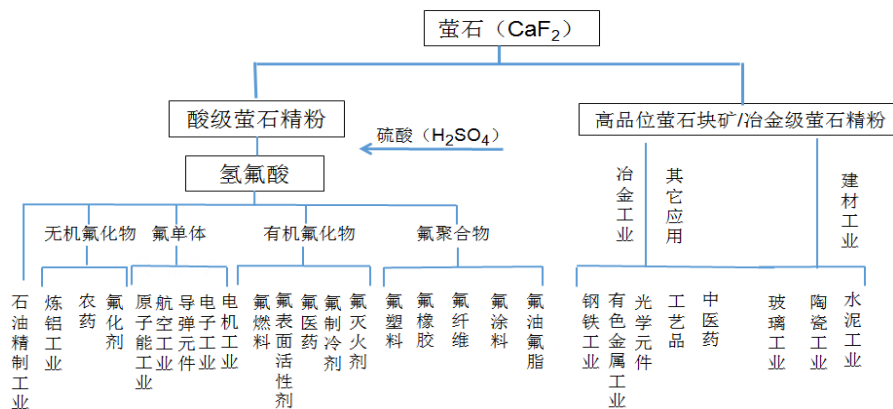 萤石（CaF2）
酸级萤石精粉
高品位萤石块矿/冶金级萤石精粉
硫酸（H2SO4）
氢氟酸
冶金工业
其它应用
建材工业
无机氟化物
氟单体
有机氟化物
氟聚合物
石油精制工业
炼铝工业
农药
氟化剂
原子能工业
航空工业
导弹元件
电子工业
电机工业
氟燃料
氟表面活性剂
氟医药
氟制冷剂
氟灭火剂
氟塑料
氟橡胶
氟纤维
氟涂料
氟油氟脂
钢铁工业
有色金属工业
光学元件
工艺品
中医药
玻璃工业
陶瓷工业
水泥工业